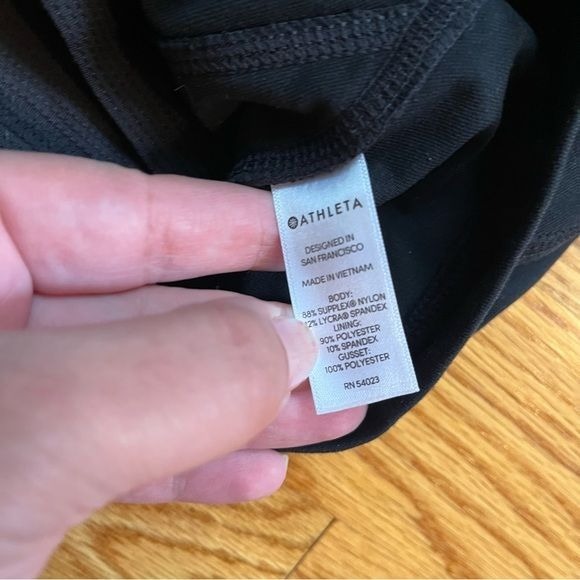 ATHLETA
DESIGNED IN
SAN FRANCISCO
MADE IN VIETNAM
BODY:
88% SUPLEX® NYLON
12% LYCRA® SPANDEX
LINING:
90% POLYESTER
10% SPANDEX
GUSSET:
100% POLYESTER
RN 54023